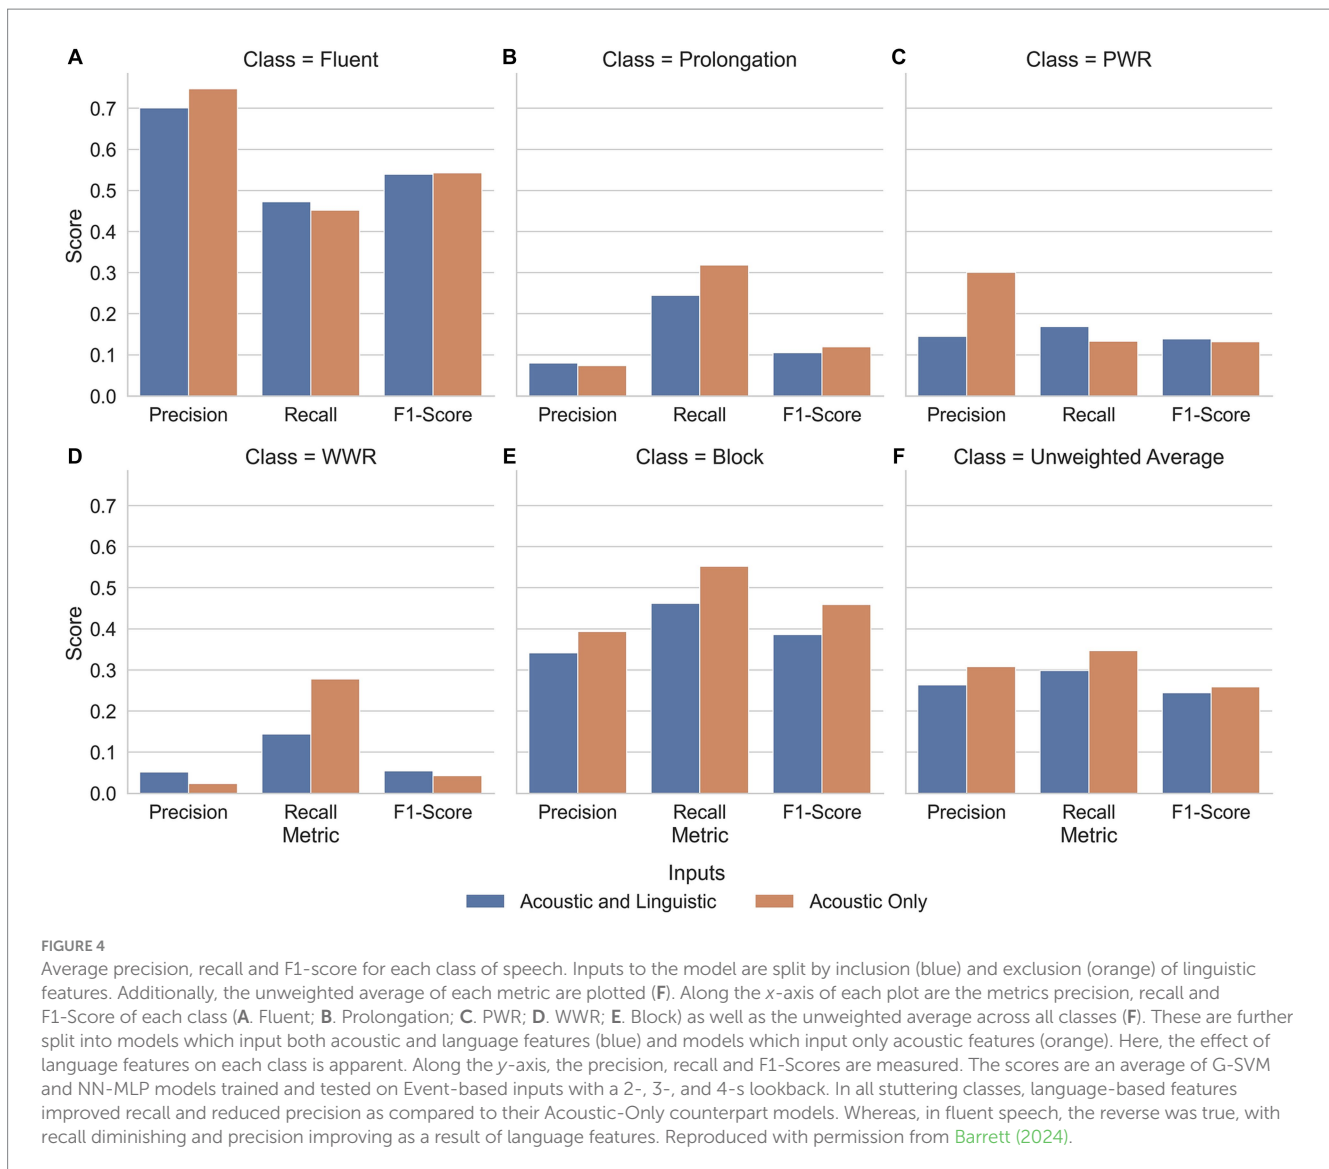 A Class = Fluent
B Class = Prolongation
C Class = PWR
Score
0.7
0.6
0.5
0.4
0.3
0.2
0.1
0.0
Precision Recall F1-Score
Precision Recall F1-Score
Precision Recall F1-Score
D Class = WWR
E Class = Block
F Class = Unweighted Average
Score
0.7
0.6
0.5
0.4
0.3
0.2
0.1
0.0
Precision Recall F1-Score
Metric
Precision Recall F1-Score
Metric
Precision Recall F1-Score
Metric
Inputs
Acoustic and Linguistic Acoustic Only
FIGURE 4
Average precision, recall and F1-score for each class of speech. Inputs to the model are split by inclusion (blue) and exclusion (orange) of linguistic
features. Additionally, the unweighted average of each metric are plotted (F). Along the x-axis of each plot are the metrics precision, recall and
F1-Score of each class (A. Fluent; B. Prolongation; C. PWR; D. WWR; E. Block) as well as the unweighted average across all classes (F). These are further
split into models which input both acoustic and language features (blue) and models which input only acoustic features (orange). Here, the effect of
language features on each class is apparent. Along the y-axis, the precision, recall and F1-Scores are measured. The scores are an average of G-SVM
and NN-MLP models trained and tested on Event-based inputs with a 2-, 3-, and 4-s lookback. In all stuttering classes, language-based features
improved recall and reduced precision as compared to their Acoustic-Only counterpart models. Whereas, in fluent speech, the reverse was true, with
recall diminishing and precision improving as a result of language features. Reproduced with permission from Barrett (2024).